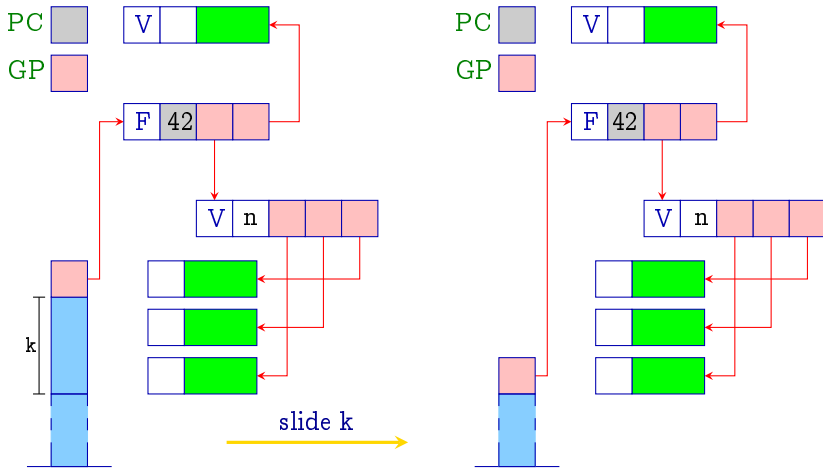 PC V PC V
GP GP
F 42 F 42
V n V n
k
slide k